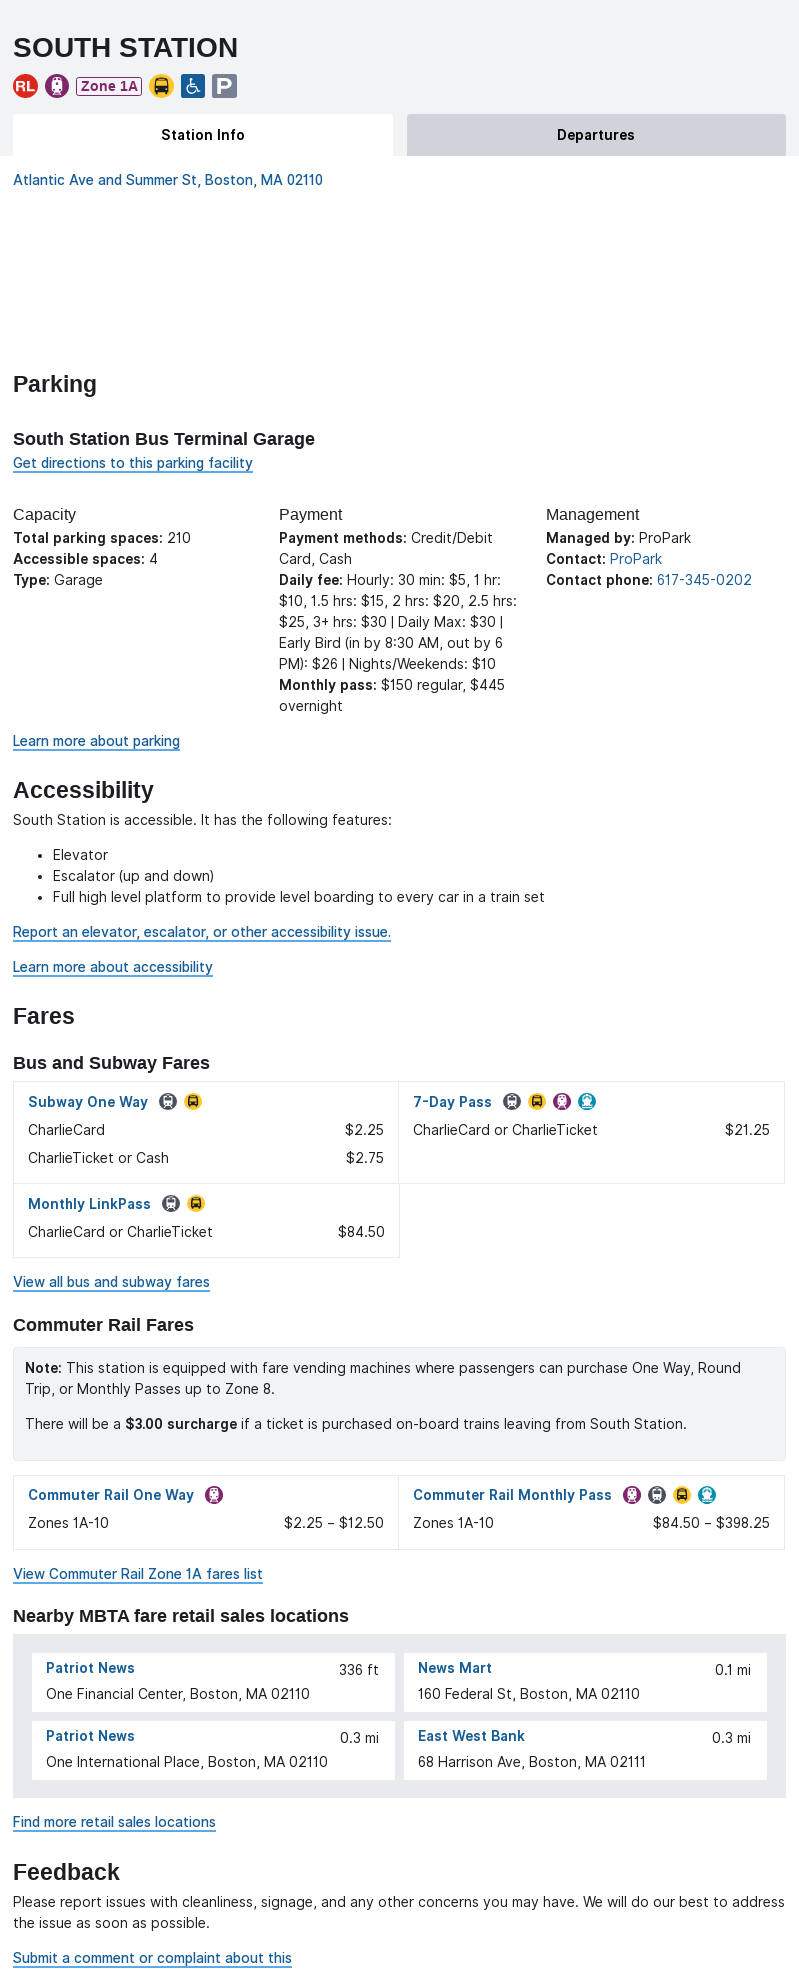 SOUTH STATION
RL Zone 1A P
Station Info
Departures
Atlantic Ave and Summer St, Boston, MA 02110
Parking
South Station Bus Terminal Garage
Get directions to this parking facility
Capacity
Total parking spaces: 210
Accessible spaces: 4
Type: Garage
Payment
Payment methods: Credit/Debit
Card, Cash
Daily fee: Hourly: 30 min: $5, 1 hr:
$10, 1.5 hrs: $15, 2 hrs: $20, 2.5 hrs:
$25, 3+ hrs: $30 | Daily Max: $30 |
Early Bird (in by 8:30 AM, out by 6
PM): $26 | Nights/Weekends: $10
Monthly pass: $150 regular, $445
overnight
Management
Managed by: ProPark
Contact: ProPark
Contact phone: 617-345-0202
Learn more about parking
Accessibility
South Station is accessible. It has the following features:
• Elevator
• Escalator (up and down)
• Full high level platform to provide level boarding to every car in a train set
Report an elevator, escalator, or other accessibility issue.
Learn more about accessibility
Fares
Bus and Subway Fares
Subway One Way
CharlieCard $2.25
CharlieTicket or Cash $2.75
7-Day Pass
CharlieCard or CharlieTicket $21.25
Monthly LinkPass
CharlieCard or CharlieTicket $84.50
View all bus and subway fares
Commuter Rail Fares
Note: This station is equipped with fare vending machines where passengers can purchase One Way, Round
Trip, or Monthly Passes up to Zone 8.
There will be a $3.00 surcharge if a ticket is purchased on-board trains leaving from South Station.
Commuter Rail One Way
Zones 1A-10 $2.25 – $12.50
Commuter Rail Monthly Pass
Zones 1A-10 $84.50 – $398.25
View Commuter Rail Zone 1A fares list
Nearby MBTA fare retail sales locations
Patriot News 336 ft
One Financial Center, Boston, MA 02110
News Mart 0.1 mi
160 Federal St, Boston, MA 02110
Patriot News 0.3 mi
One International Place, Boston, MA 02110
East West Bank 0.3 mi
68 Harrison Ave, Boston, MA 02111
Find more retail sales locations
Feedback
Please report issues with cleanliness, signage, and any other concerns you may have. We will do our best to address
the issue as soon as possible.
Submit a comment or complaint about this